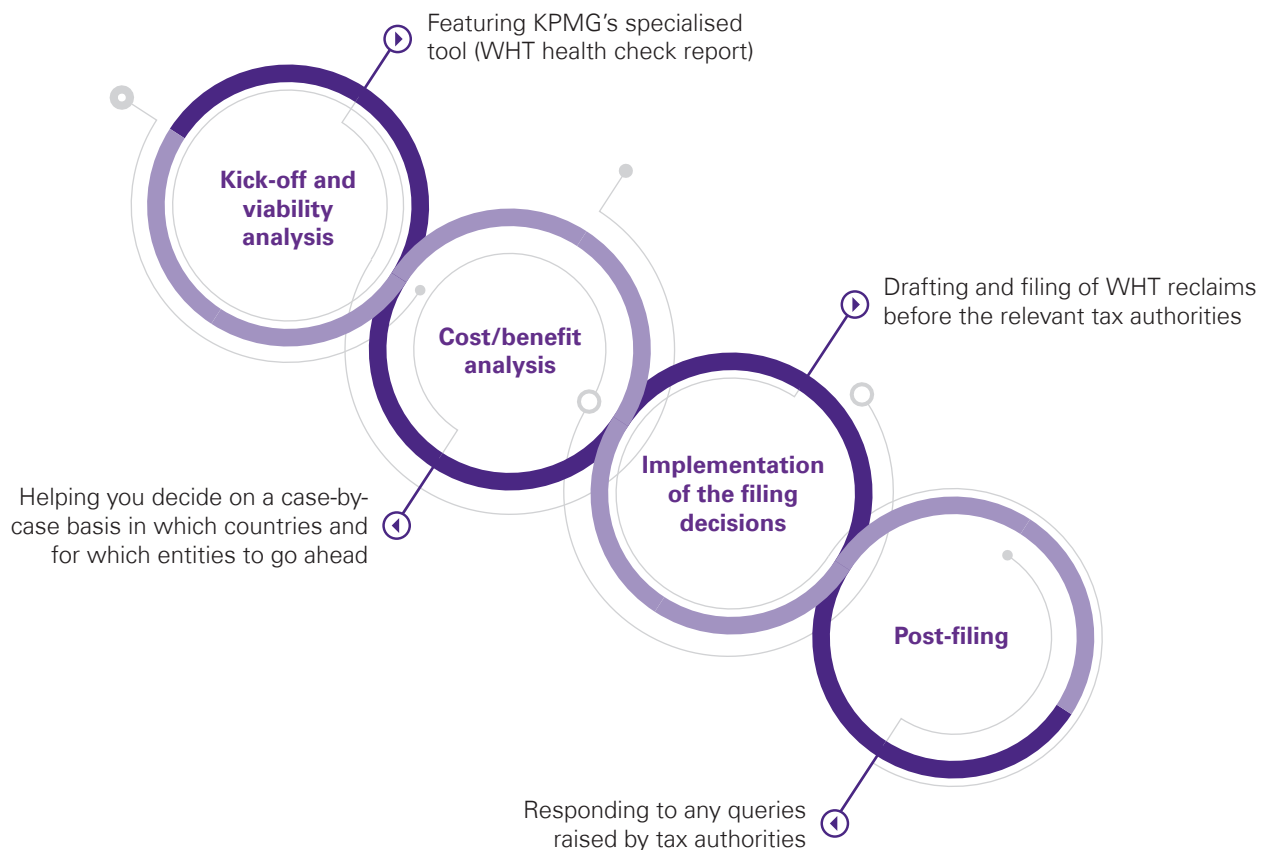 Featuring KPMG's specialised
tool (WHT health check report)
Kick-off and
viability
analysis
Cost/benefit
analysis
Helping you decide on a case-by-
case basis in which countries and
for which entities to go ahead
Drafting and filing of WHT reclaims
before the relevant tax authorities
Implementation
of the filing
decisions
Post-filing
Responding to any queries
raised by tax authorities